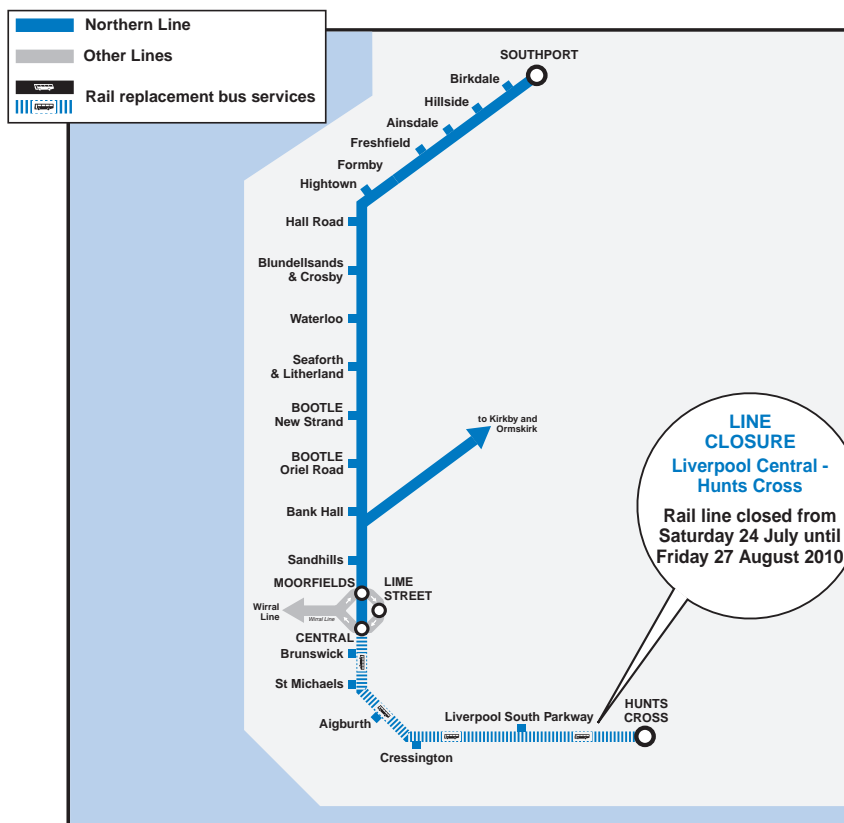 Northern Line
Other Lines
Rail replacement bus services
SOUTHPORT
Birkdale
Hillside
Ainsdale
Freshfield
Formby
Hightown
Hall Road
Blundellsands
& Crosby
Waterloo
Seaforth
& Litherland
BOOTLE
New Strand
to Kirkby and
Ormskirk
BOOTLE
Oriel Road
Bank Hall
Sandhills
MOORFIELDS
LIME
STREET
Wirral
Line
Wirral Line
CENTRAL
Brunswick
St Michaels
Aigburth
Cressington
Liverpool South Parkway
HUNTS
CROSS
LINE
CLOSURE
Liverpool Central -
Hunts Cross
Rail line closed from
Saturday 24 July until
Friday 27 August 2010